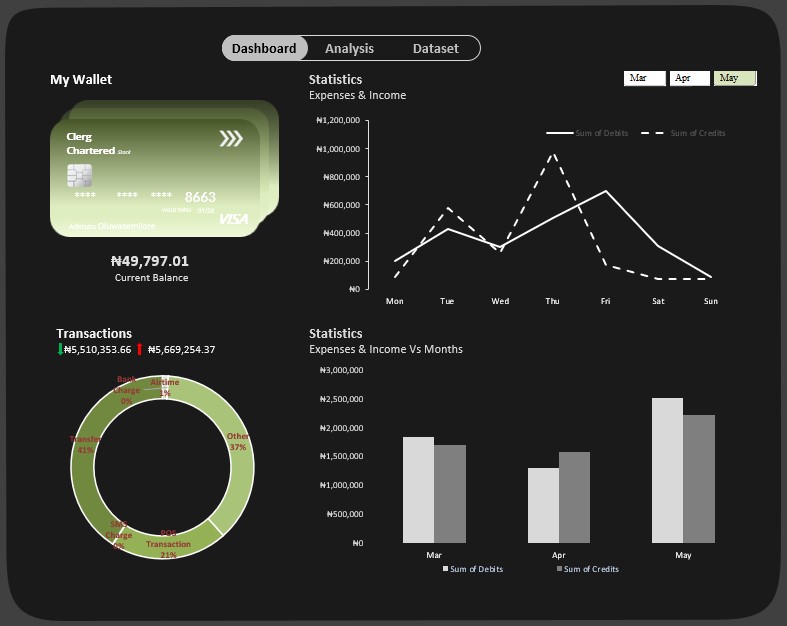 Dashboard Analysis Dataset
My Wallet
Clerg
Chartered Bank
**** **** **** 8663
VALID THRU 01/28
VISA
Aderinto Oluwasemilore
₦49,797.01
Current Balance
Statistics
Expenses & Income
Mar Apr May
Sum of Debits Sum of Credits
₦1,200,000
₦1,000,000
₦800,000
₦600,000
₦400,000
₦200,000
₦0
Mon Tue Wed Thu Fri Sat Sun
Transactions
₦5,510,353.66 ₦5,669,254.37
Bank
Charge
0%
Airtime
1%
Other
37%
Transfer
41%
SMS
Charge
0%
POS
Transaction
21%
Statistics
Expenses & Income Vs Months
₦3,000,000
₦2,500,000
₦2,000,000
₦1,500,000
₦1,000,000
₦500,000
₦0
Mar Apr May
Sum of Debits Sum of Credits